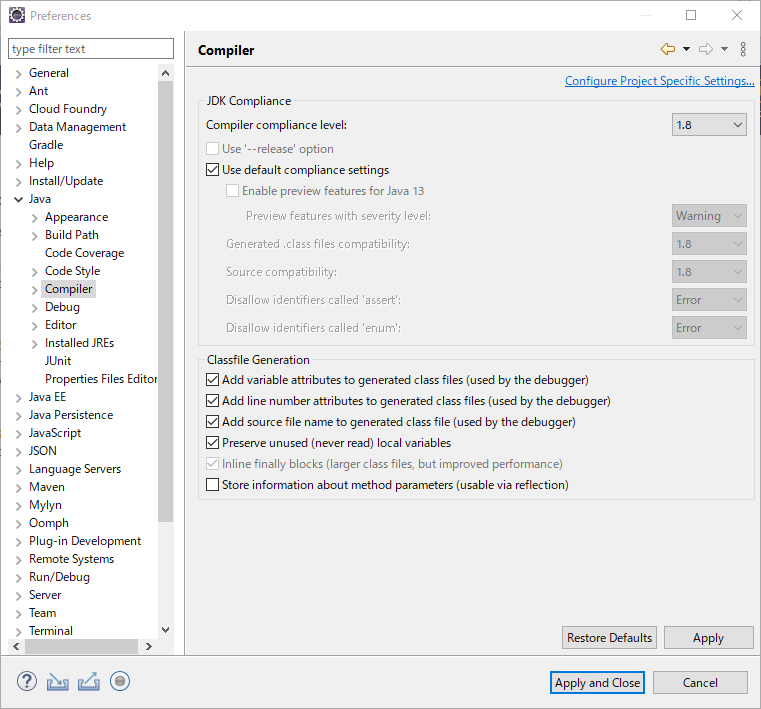 Preferences
type filter text
General
Ant
Cloud Foundry
Data Management
Gradle
Help
Install/Update
Java
Appearance
Build Path
Code Coverage
Code Style
Compiler
Debug
Editor
Installed JREs
JUnit
Properties Files Editor
Java EE
Java Persistence
JavaScript
JSON
Language Servers
Maven
Mylyn
Oomph
Plug-in Development
Remote Systems
Run/Debug
Server
Team
Terminal
Compiler
Configure Project Specific Settings...
JDK Compliance
Compiler compliance level: 1.8
Use '--release' option
Use default compliance settings
Enable preview features for Java 13
Preview features with severity level: Warning
Generated .class files compatibility: 1.8
Source compatibility: 1.8
Disallow identifiers called 'assert': Error
Disallow identifiers called 'enum': Error
Classfile Generation
Add variable attributes to generated class files (used by the debugger)
Add line number attributes to generated class files (used by the debugger)
Add source file name to generated class file (used by the debugger)
Preserve unused (never read) local variables
Inline finally blocks (larger class files, but improved performance)
Store information about method parameters (usable via reflection)
Restore Defaults Apply
? Apply and Close Cancel